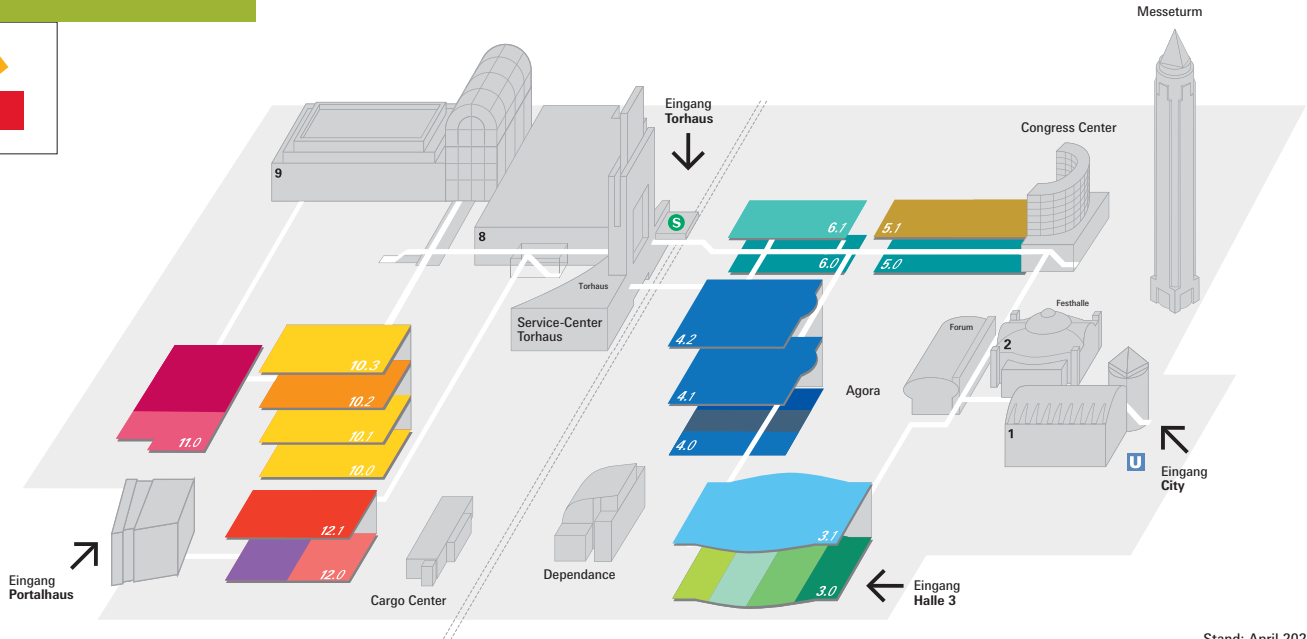 Messeturm
Eingang
Torhaus
Congress Center
9
S
8
6.1
5.1
6.0
5.0
Torhaus
Service-Center
Torhaus
4.2
Festhalle
Forum
2
10.3
10.2
4.1
Agora
10.1
11.0
4.0
1
10.0
U
Eingang
City
12.1
3.1
12.0
Eingang
Portalhaus
Dependance
3.0
Eingang
Halle 3
Cargo Center
Stand: April 202